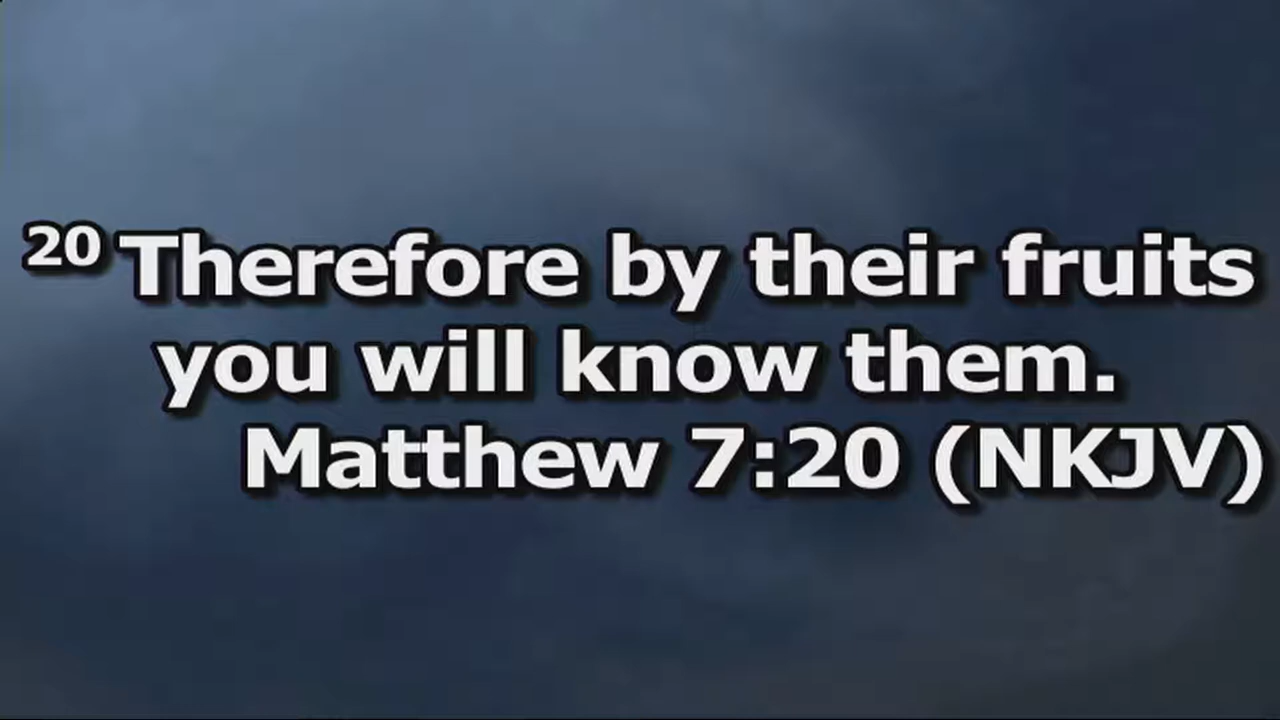 20 Therefore by their fruits
you will know them.
Matthew 7:20 (NKJV)